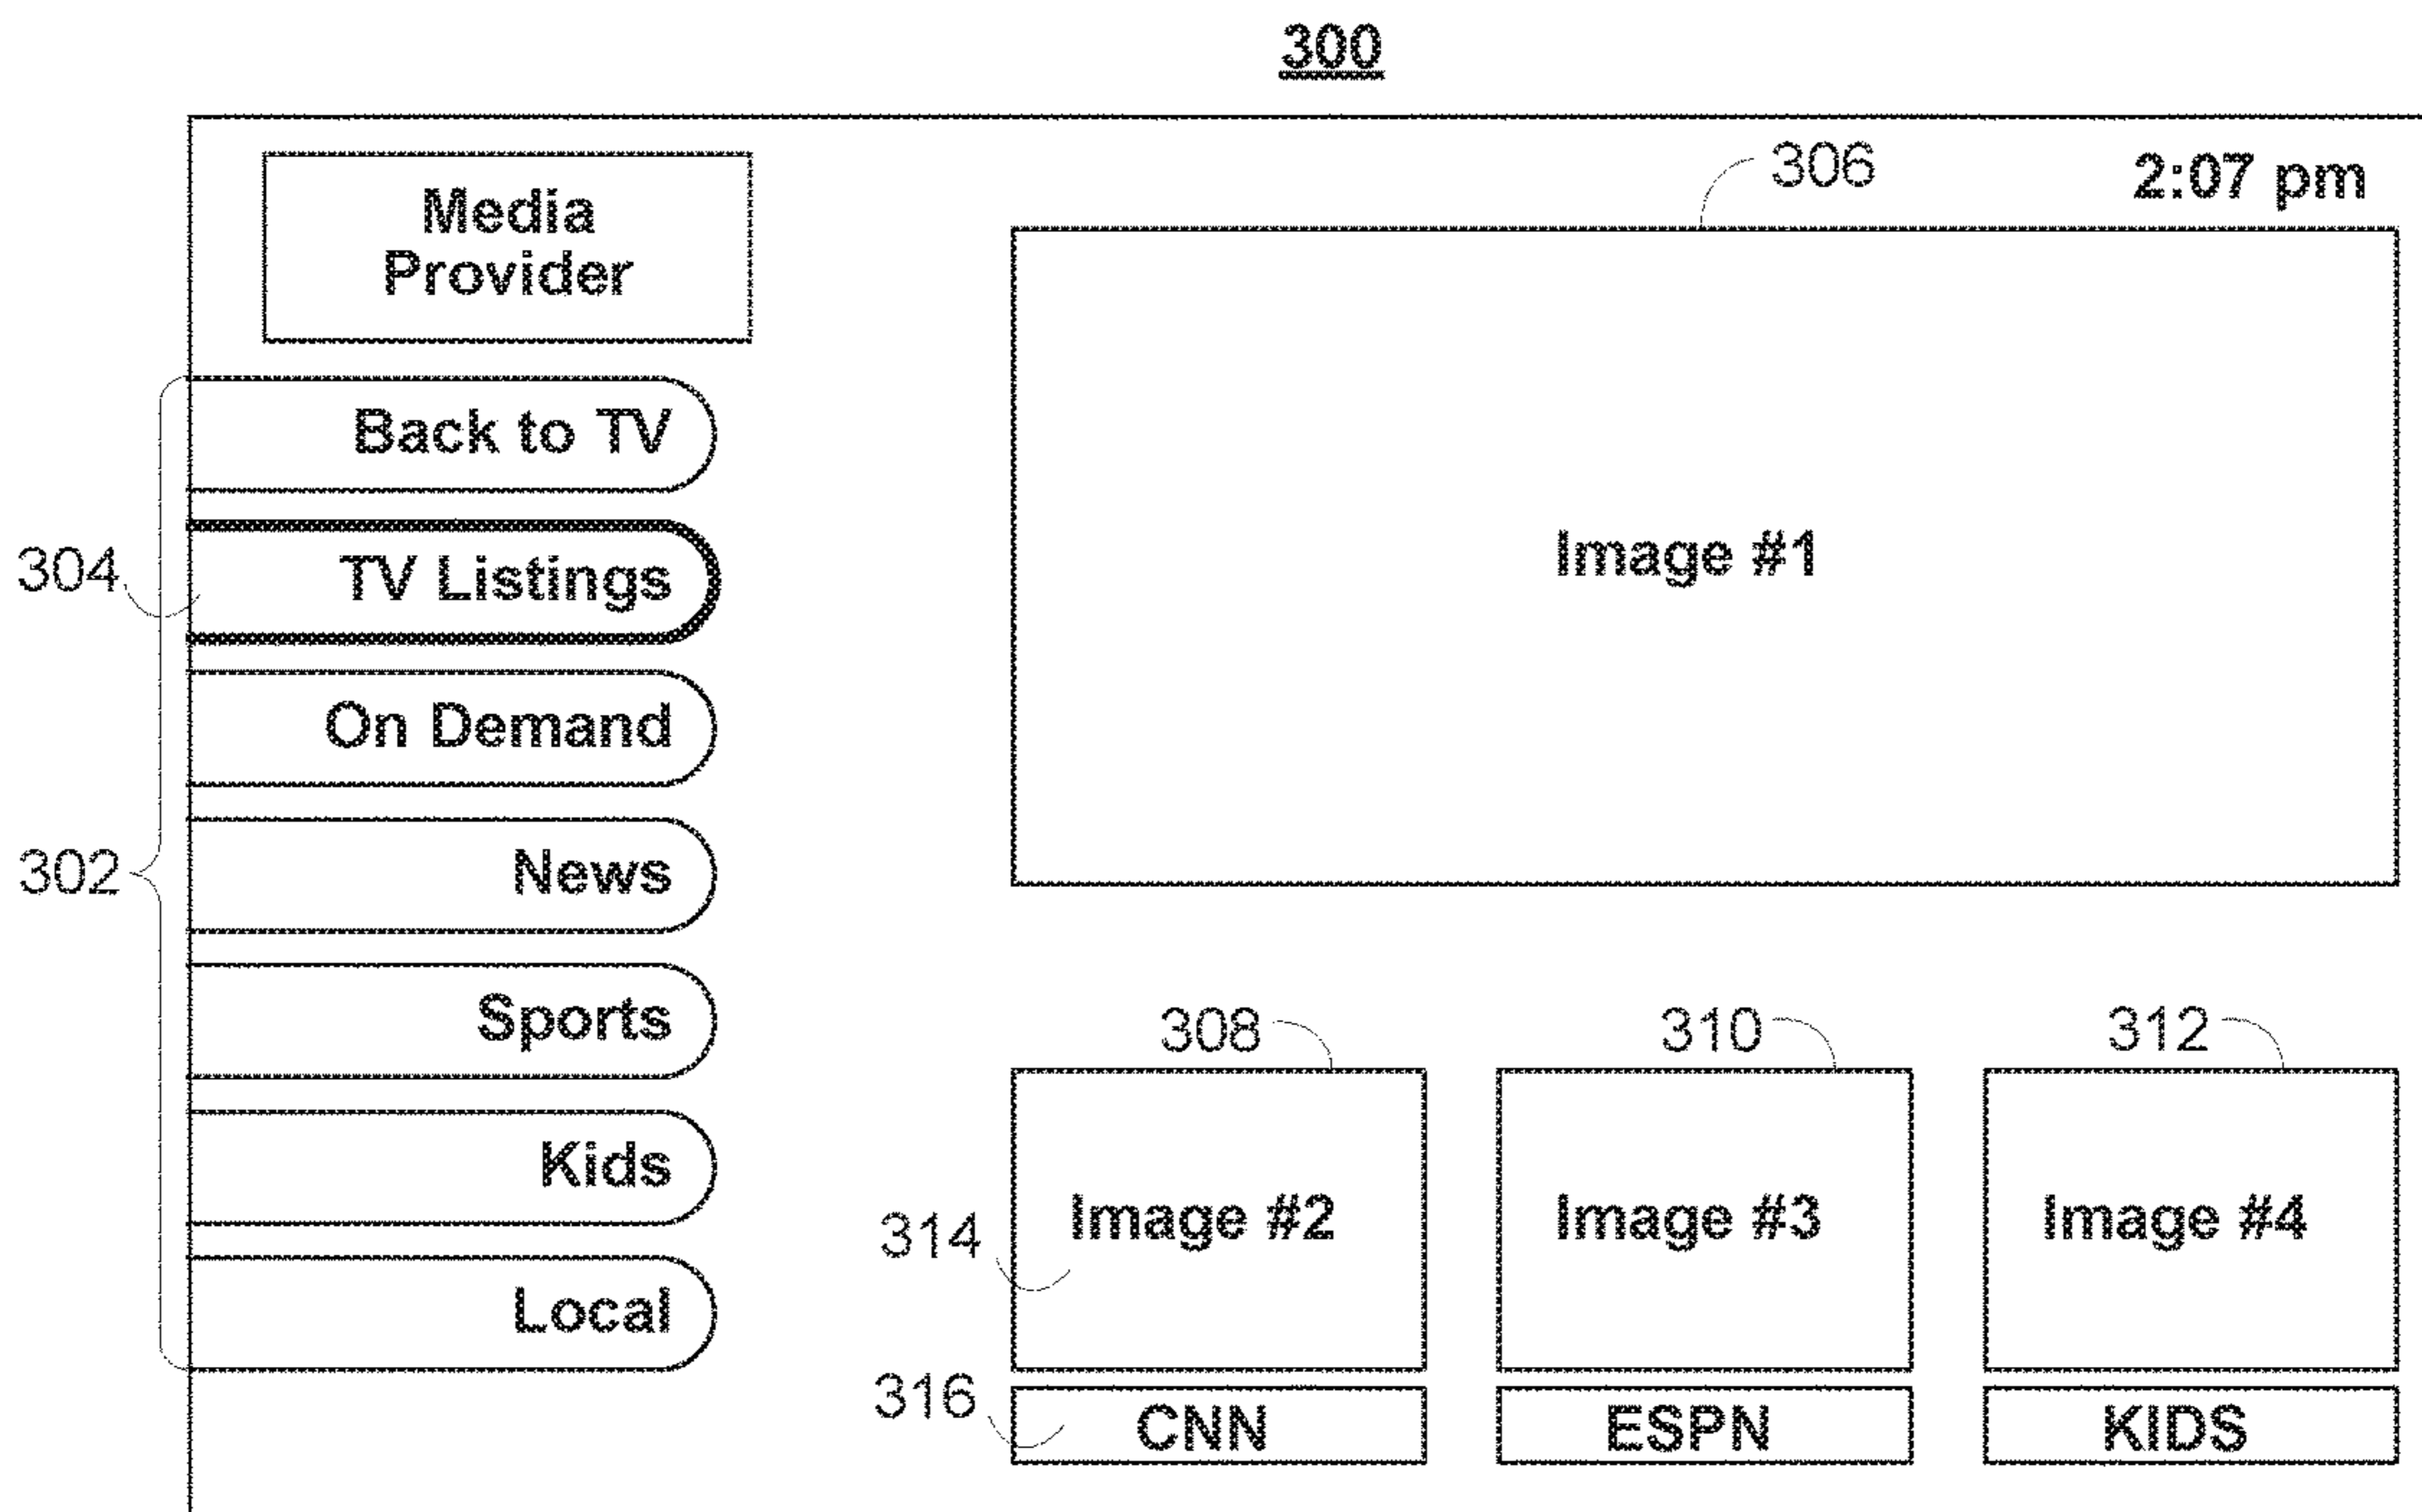 300
306
2:07 pm
Media
Provider
Back to TV
304
TV Listings
Image #1
On Demand
302
News
Sports
308
310
312
Kids
314
Image #2
Image #3
Image #4
Local
316
CNN
ESPN
KIDS